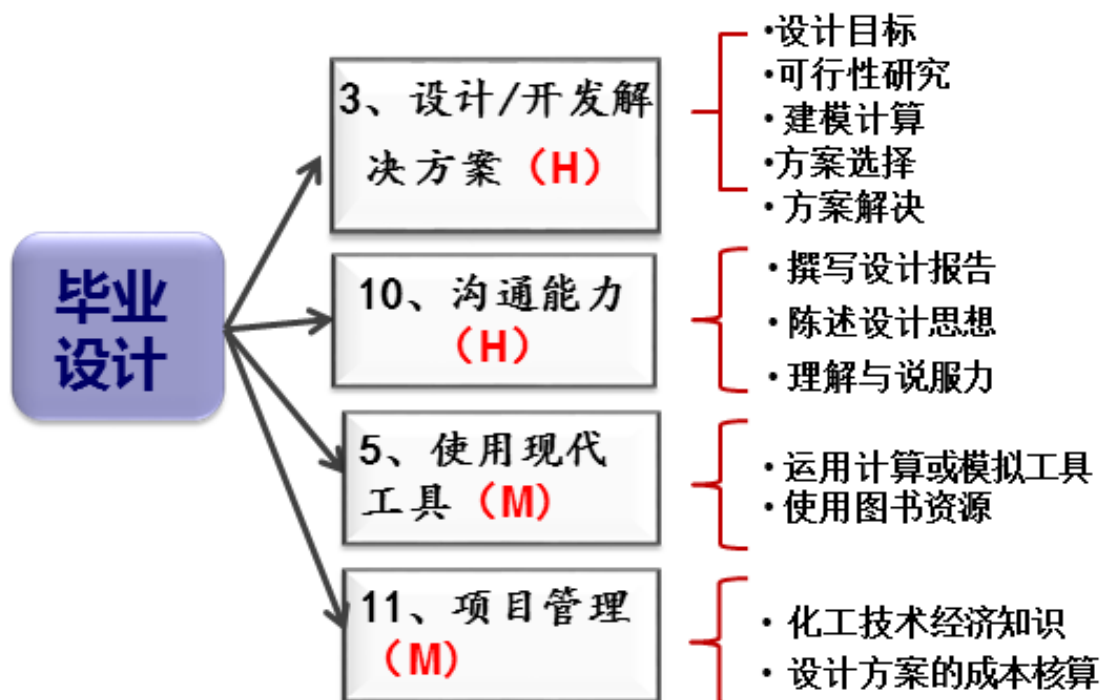 毕业
设计
3、设计/开发解
决方案（H）
•设计目标
•可行性研究
•建模计算
•方案选择
•方案解决
10、沟通能力
（H）
•撰写设计报告
•陈述设计思想
•理解与说服力
5、使用现代
工具（M）
•运用计算或模拟工具
•使用图书资源
11、项目管理
（M）
•化工技术经济知识
•设计方案的成本核算